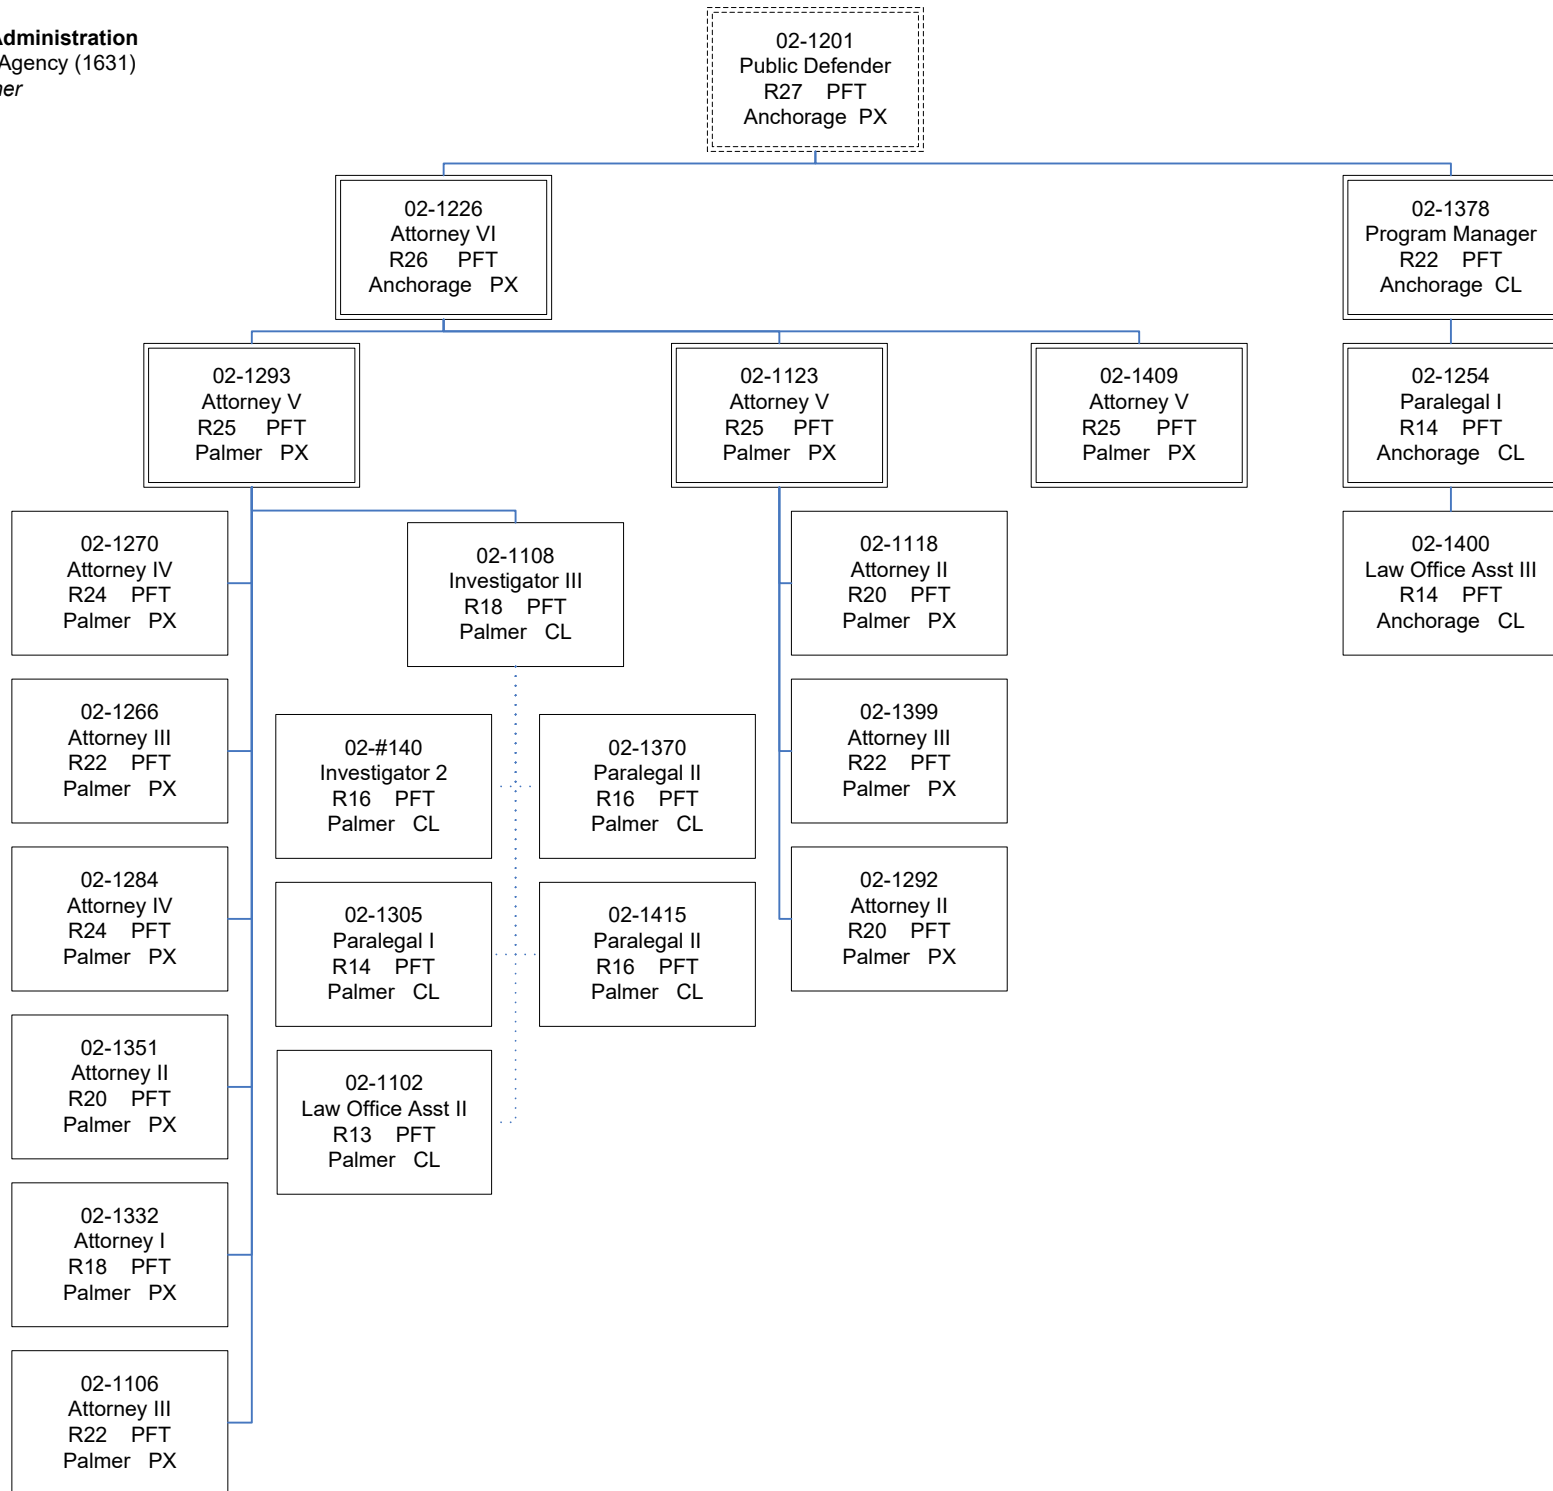 Administration
Agency (1631)
er
02-1201
Public Defender
R27 PFT
Anchorage PX
02-1226
Attorney VI
R26 PFT
Anchorage PX
02-1378
Program Manager
R22 PFT
Anchorage CL
02-1293
Attorney V
R25 PFT
Palmer PX
02-1123
Attorney V
R25 PFT
Palmer PX
02-1409
Attorney V
R25 PFT
Palmer PX
02-1254
Paralegal I
R14 PFT
Anchorage CL
02-1270
Attorney IV
R24 PFT
Palmer PX
02-1108
Investigator III
R18 PFT
Palmer CL
02-1118
Attorney II
R20 PFT
Palmer PX
02-1400
Law Office Asst III
R14 PFT
Anchorage CL
02-1266
Attorney III
R22 PFT
Palmer PX
02-#140
Investigator 2
R16 PFT
Palmer CL
02-1370
Paralegal II
R16 PFT
Palmer CL
02-1399
Attorney III
R22 PFT
Palmer PX
02-1284
Attorney IV
R24 PFT
Palmer PX
02-1305
Paralegal I
R14 PFT
Palmer CL
02-1415
Paralegal II
R16 PFT
Palmer CL
02-1292
Attorney II
R20 PFT
Palmer PX
02-1351
Attorney II
R20 PFT
Palmer PX
02-1102
Law Office Asst II
R13 PFT
Palmer CL
02-1332
Attorney I
R18 PFT
Palmer PX
02-1106
Attorney III
R22 PFT
Palmer PX